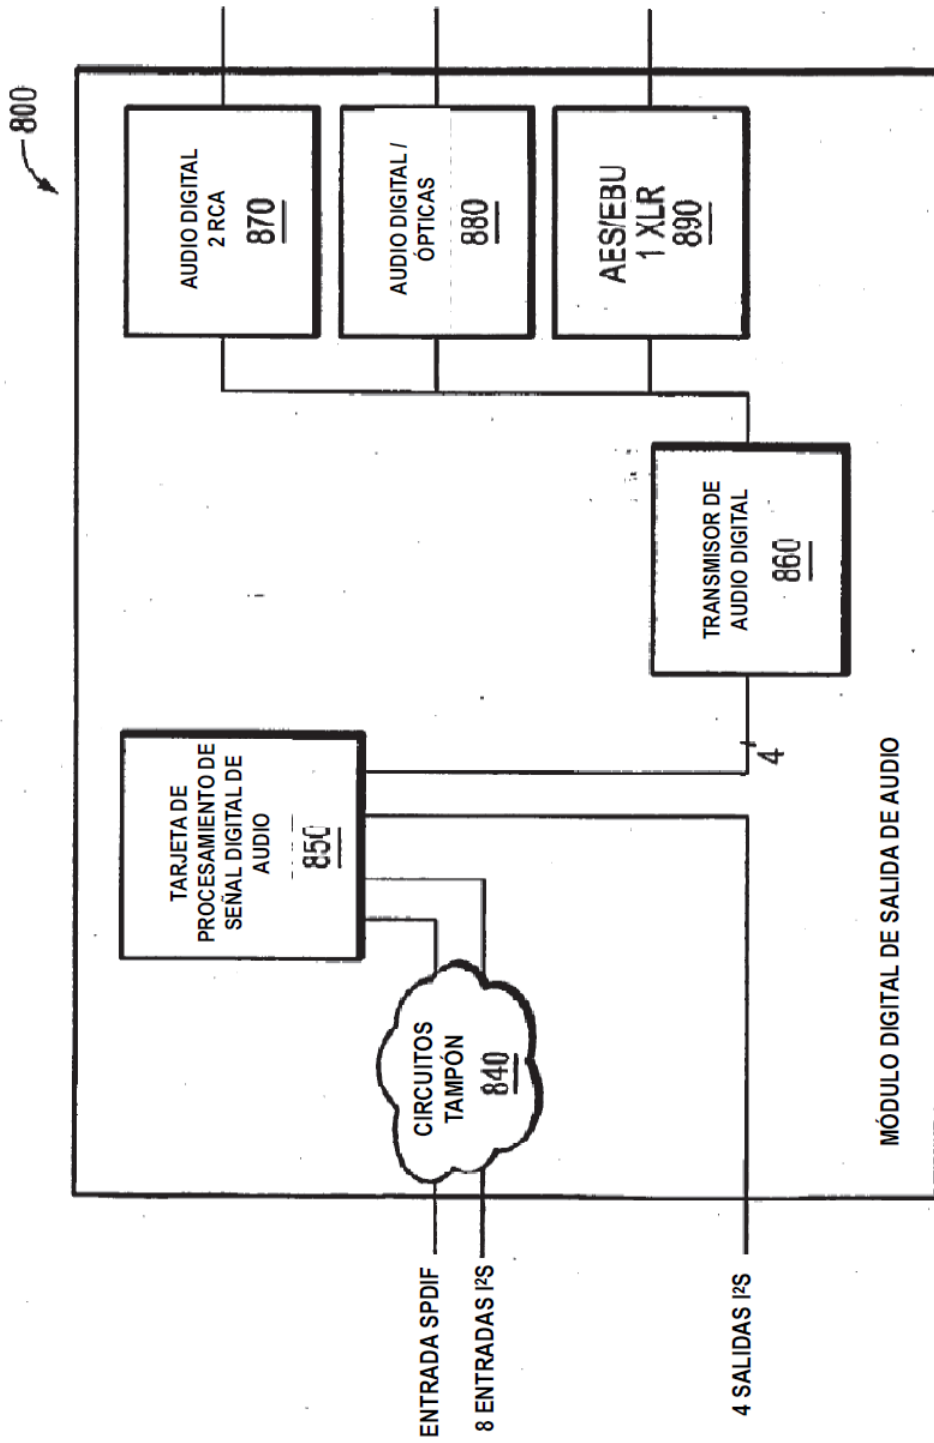 800
AUDIO DIGITAL
2 RCA
870
AUDIO DIGITAL /
ÓPTICAS
880
AES/EBU
1 XLR
890
TRANSMISOR DE
AUDIO DIGITAL
860
4
TARJETA DE
PROCESAMIENTO DE
SEÑAL DIGITAL DE
AUDIO
850
CIRCUITOS
TAMPÓN
840
ENTRADA SPDIF
8 ENTRADAS I²S
4 SALIDAS I²S
MÓDULO DIGITAL DE SALIDA DE AUDIO